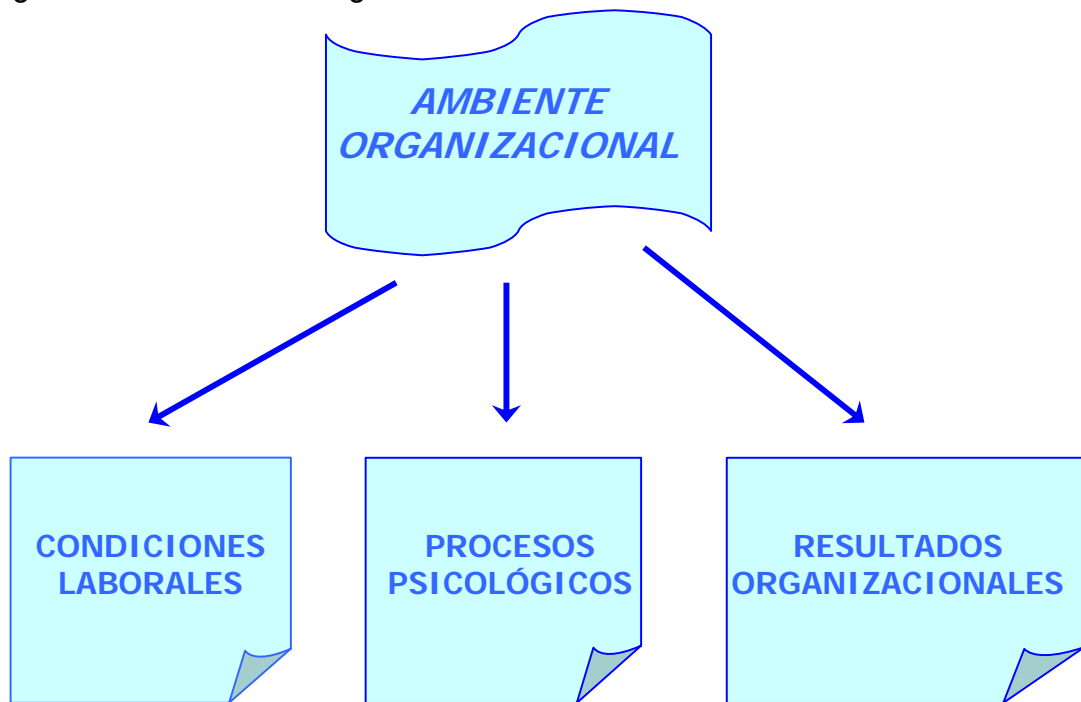 AMBIENTE
ORGANIZACIONAL
CONDICIONES
LABORALES
PROCESOS
PSICOLÓGICOS
RESULTADOS
ORGANIZACIONALES